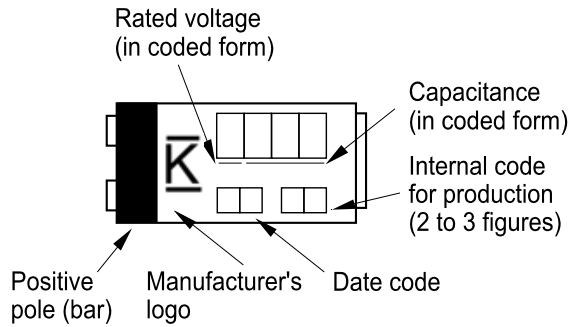 Rated voltage
(in coded form)
Capacitance
(in coded form)
K
Internal code
for production
(2 to 3 figures)
Positive
pole (bar)
Manufacturer's
logo
Date code